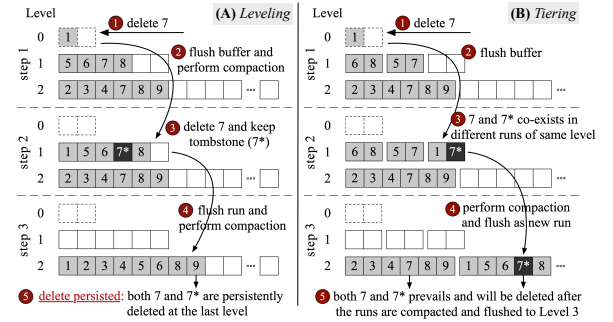 Level
(A) Leveling
1 delete 7
0 1
step 1
2 flush buffer and
perform compaction
1 5 6 7 8
2 2 3 4 7 8 9 ...
0
step 2
3 delete 7 and keep
tombstone (7*)
1 1 5 6 7* 8
2 2 3 4 7 8 9 ...
0
step 3
4 flush run and
perform compaction
1
2 1 2 3 4 5 6 8 9 ...
5 delete persisted: both 7 and 7* are persistently
deleted at the last level
Level
(B) Tiering
1 delete 7
0 1
step 1
2 flush buffer
1 6 8 5 7
2 2 3 4 7 8 9 ...
0
step 2
3 7 and 7* co-exists in
different runs of same level
1 6 8 5 7 1 7*
2 2 3 4 7 8 9 ...
0
step 3
4 perform compaction
and flush as new run
1
2 2 3 4 7 8 9 1 5 6 7* 8 ...
5 both 7 and 7* prevails and will be deleted after
the runs are compacted and flushed to Level 3